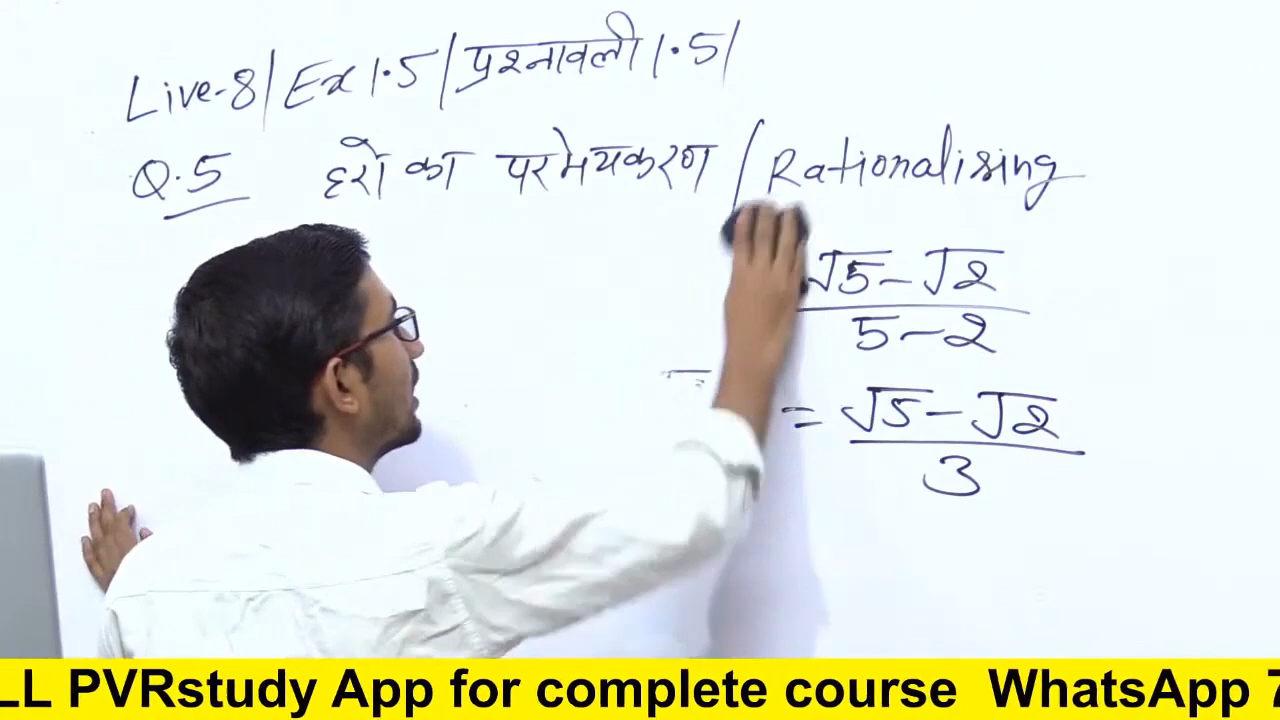 Live-8/Ex 1.5/प्रश्नावली 1.5/
Q.5 हरों का परमेयकरण / Rationalising
√5-√2
5-2
= √5-√2
3
LL PVRstudy App for complete course WhatsApp 7